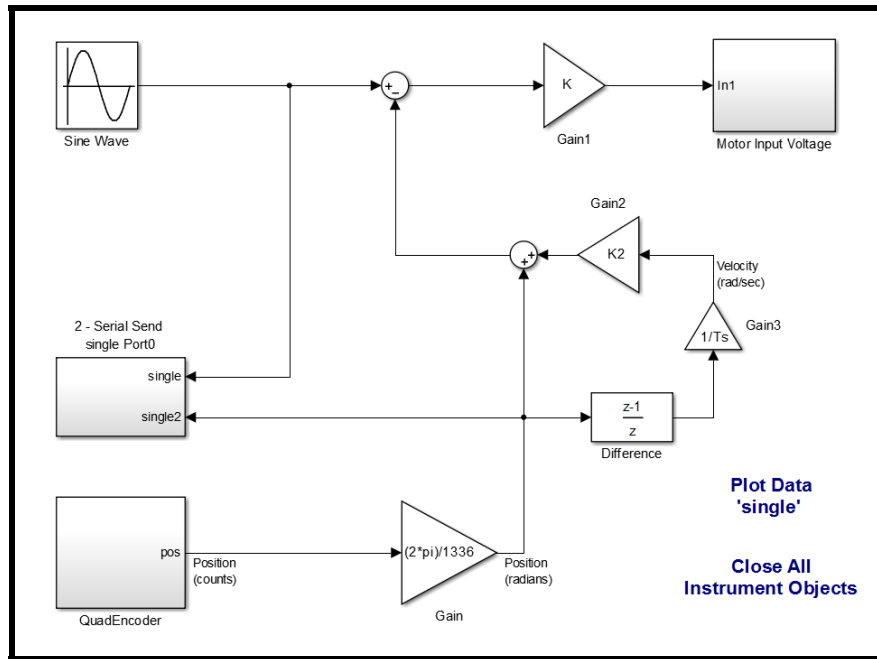 Sine Wave
+
−
K
Gain1
In1
Motor Input Voltage
Gain2
K2
+
+
Velocity
(rad/sec)
Gain3
1/Ts
2 - Serial Send
single Port0
single
single2
z-1
z
Difference
Plot Data
'single'
pos
Position
(counts)
(2*pi)/1336
Position
(radians)
Close All
Instrument Objects
QuadEncoder
Gain